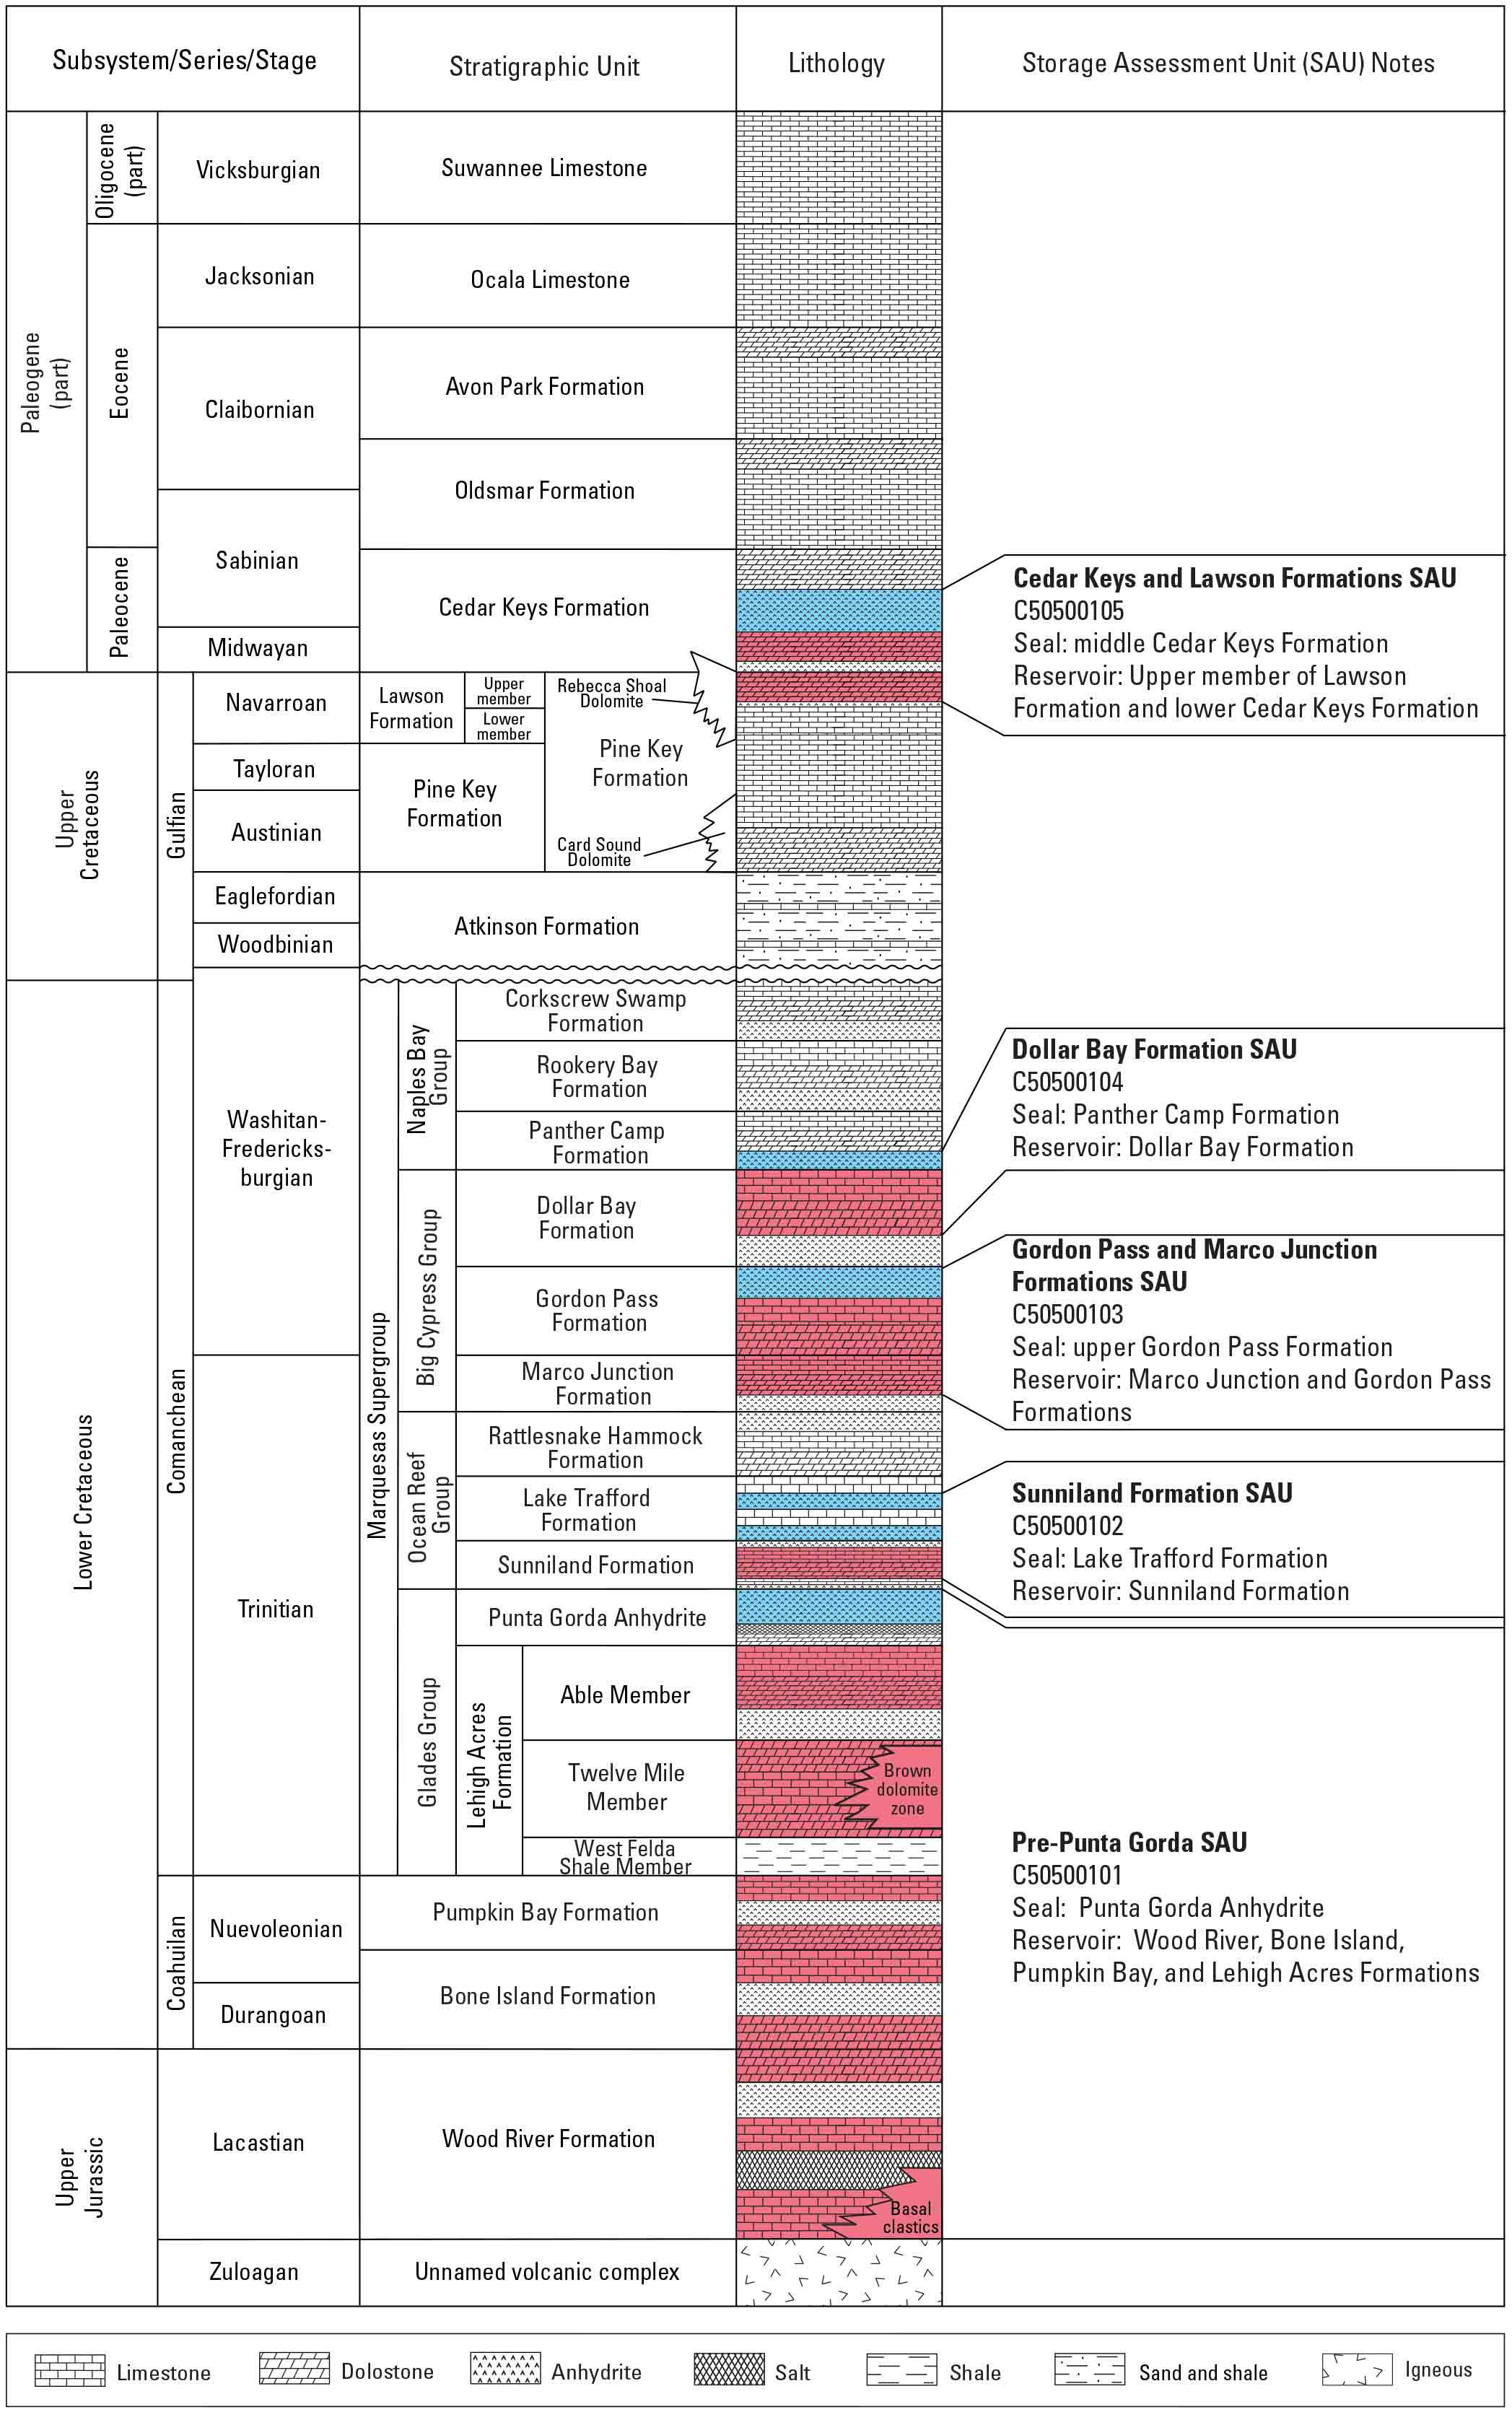 Subsystem/Series/Stage
Stratigraphic Unit
Lithology
Storage Assessment Unit (SAU) Notes
Paleogene
(part)
Oligocene
(part)
Eocene
Paleocene
Vicksburgian
Jacksonian
Claibornian
Sabinian
Midwayan
Suwannee Limestone
Ocala Limestone
Avon Park Formation
Oldsmar Formation
Cedar Keys Formation
Cedar Keys and Lawson Formations SAU
C50500105
Seal: middle Cedar Keys Formation
Reservoir: Upper member of Lawson
Formation and lower Cedar Keys Formation
Upper
Cretaceous
Gulfian
Navarroan
Tayloran
Austinian
Eaglefordian
Woodbinian
Lawson
Formation
Upper
member
Lower
member
Rebecca Shoal
Dolomite
Pine Key
Formation
Pine Key
Formation
Card Sound
Dolomite
Atkinson Formation
Lower Cretaceous
Comanchean
Washitan-
Fredericks-
burgian
Trinitian
Marquesas Supergroup
Naples Bay
Group
Corkscrew Swamp
Formation
Rookery Bay
Formation
Panther Camp
Formation
Big Cypress Group
Dollar Bay
Formation
Gordon Pass
Formation
Marco Junction
Formation
Ocean Reef
Group
Rattlesnake Hammock
Formation
Lake Trafford
Formation
Sunniland Formation
Glades Group
Punta Gorda Anhydrite
Lehigh Acres
Formation
Able Member
Twelve Mile
Member
West Felda
Shale Member
Brown
dolomite
zone
Dollar Bay Formation SAU
C50500104
Seal: Panther Camp Formation
Reservoir: Dollar Bay Formation
Gordon Pass and Marco Junction
Formations SAU
C50500103
Seal: upper Gordon Pass Formation
Reservoir: Marco Junction and Gordon Pass
Formations
Sunniland Formation SAU
C50500102
Seal: Lake Trafford Formation
Reservoir: Sunniland Formation
Pre-Punta Gorda SAU
C50500101
Seal: Punta Gorda Anhydrite
Reservoir: Wood River, Bone Island,
Pumpkin Bay, and Lehigh Acres Formations
Coahuilan
Nuevoleonian
Durangoan
Pumpkin Bay Formation
Bone Island Formation
Upper
Jurassic
Lacastian
Zuloagan
Wood River Formation
Unnamed volcanic complex
Basal
clastics
Limestone
Dolostone
Anhydrite
Salt
Shale
Sand and shale
Igneous